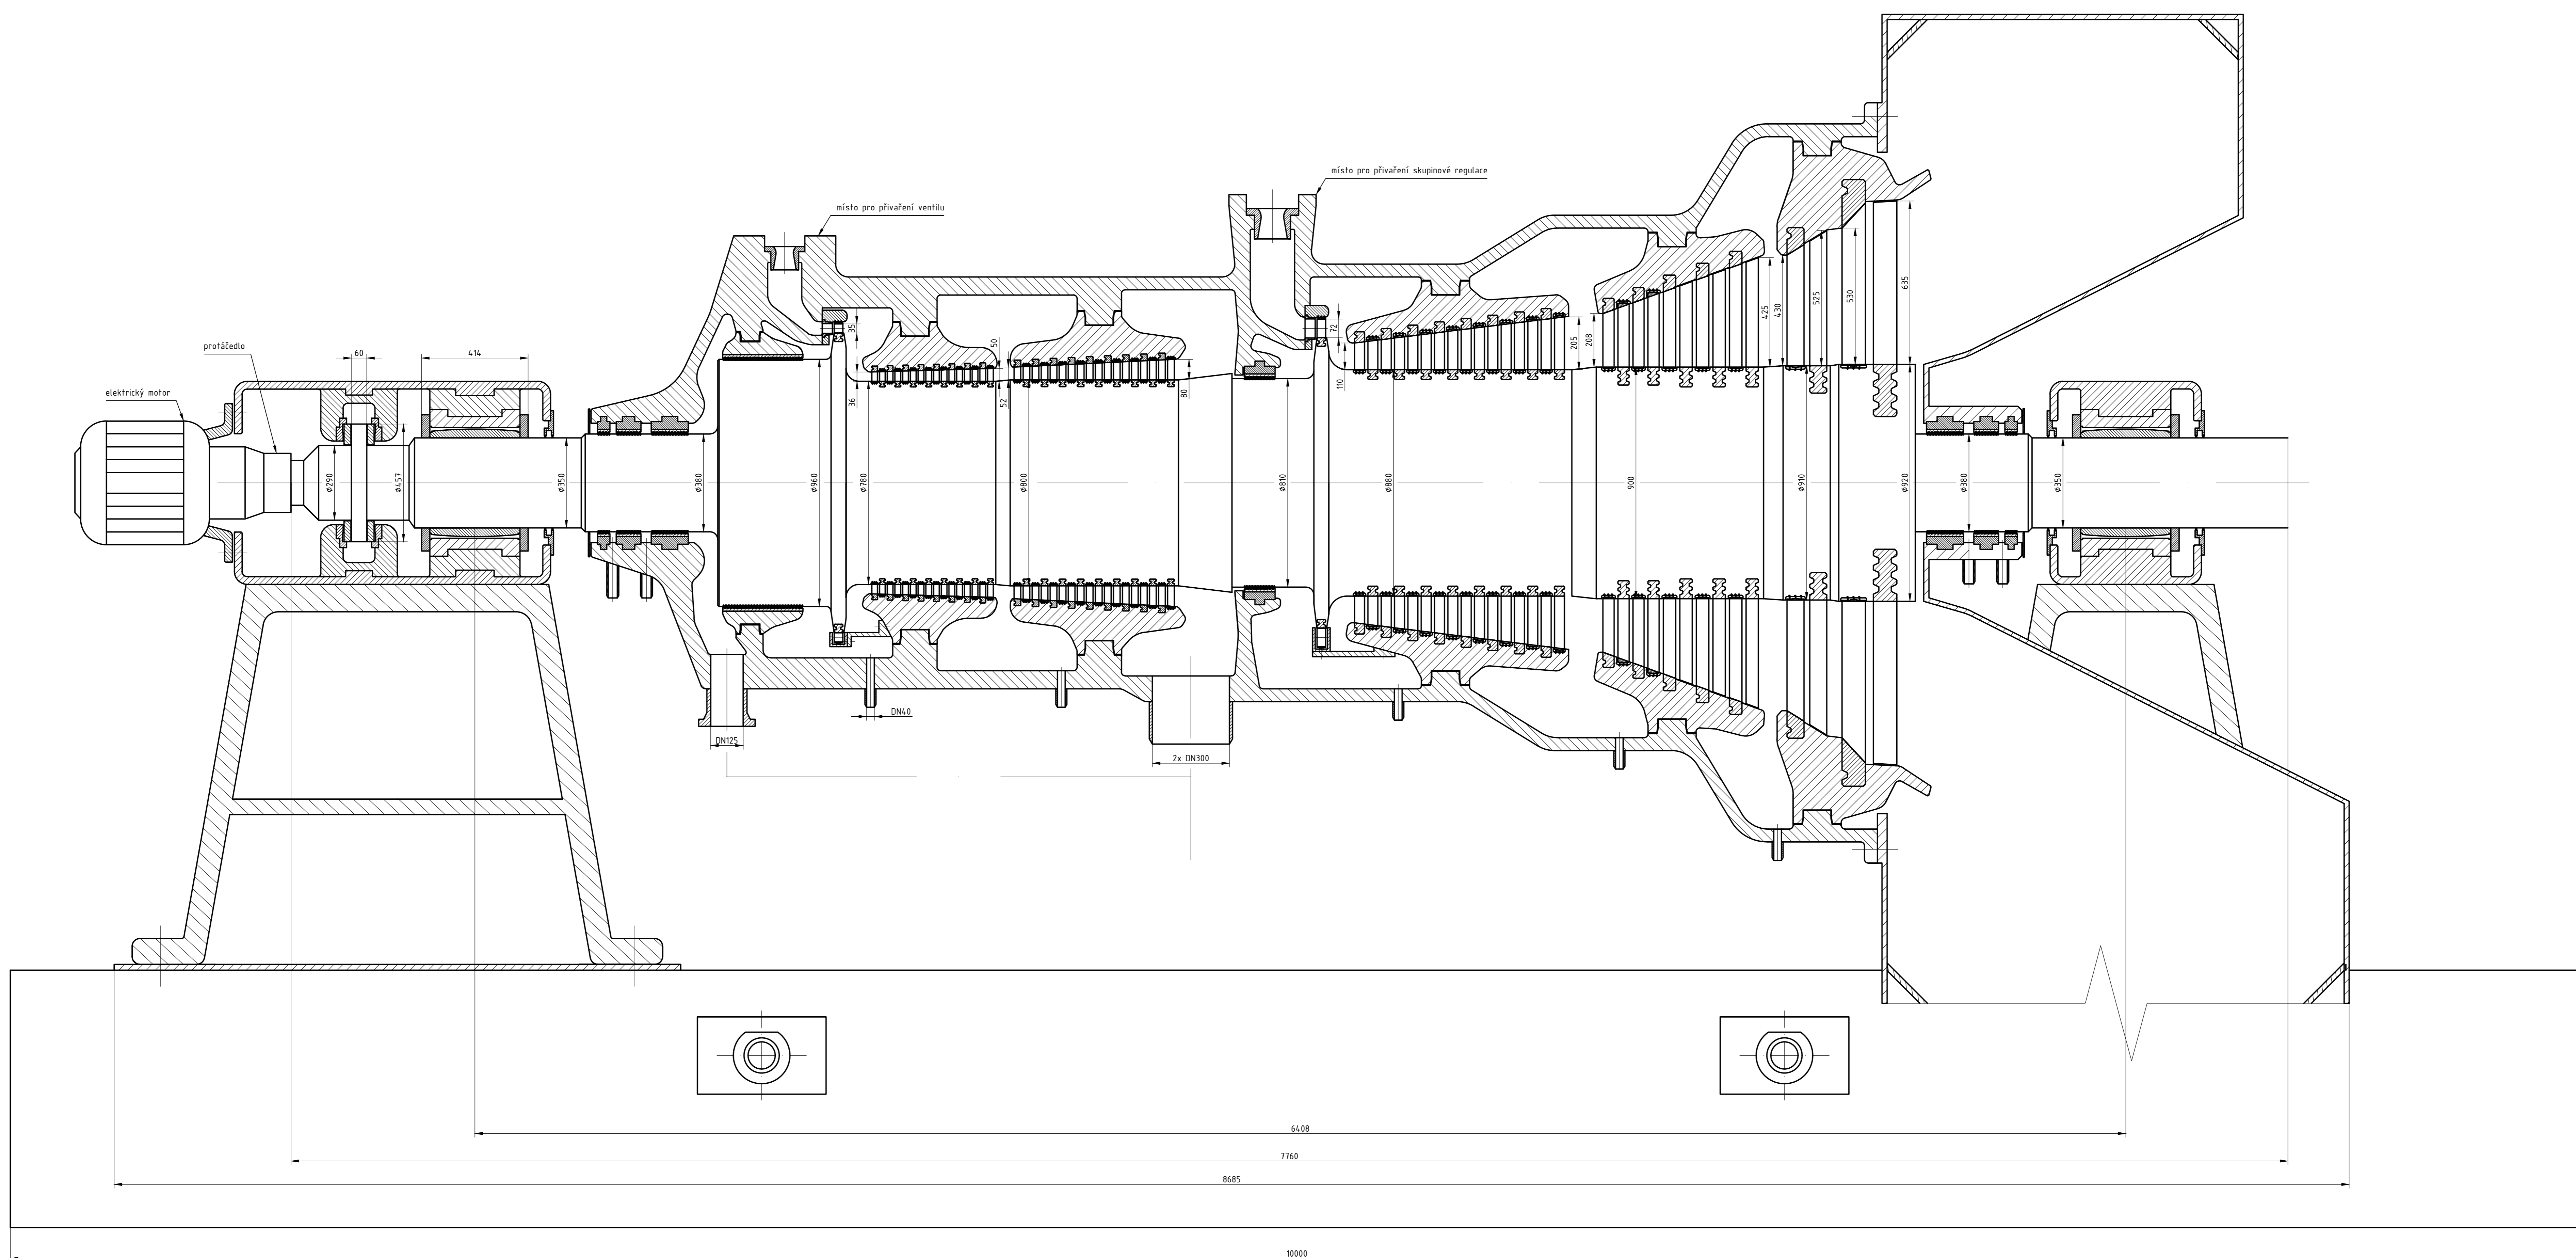 místo pro přivaření skupinové regulace
místo pro přivaření ventilu
protáčedlo
elektrický motor
60
414
35
50
36
52
80
72
110
205
208
425
430
525
530
635
ø290
ø457
ø350
ø380
ø960
ø780
ø800
ø810
ø880
900
ø910
ø920
ø380
ø350
DN40
DN125
2x DN300
6408
7760
8685
10000